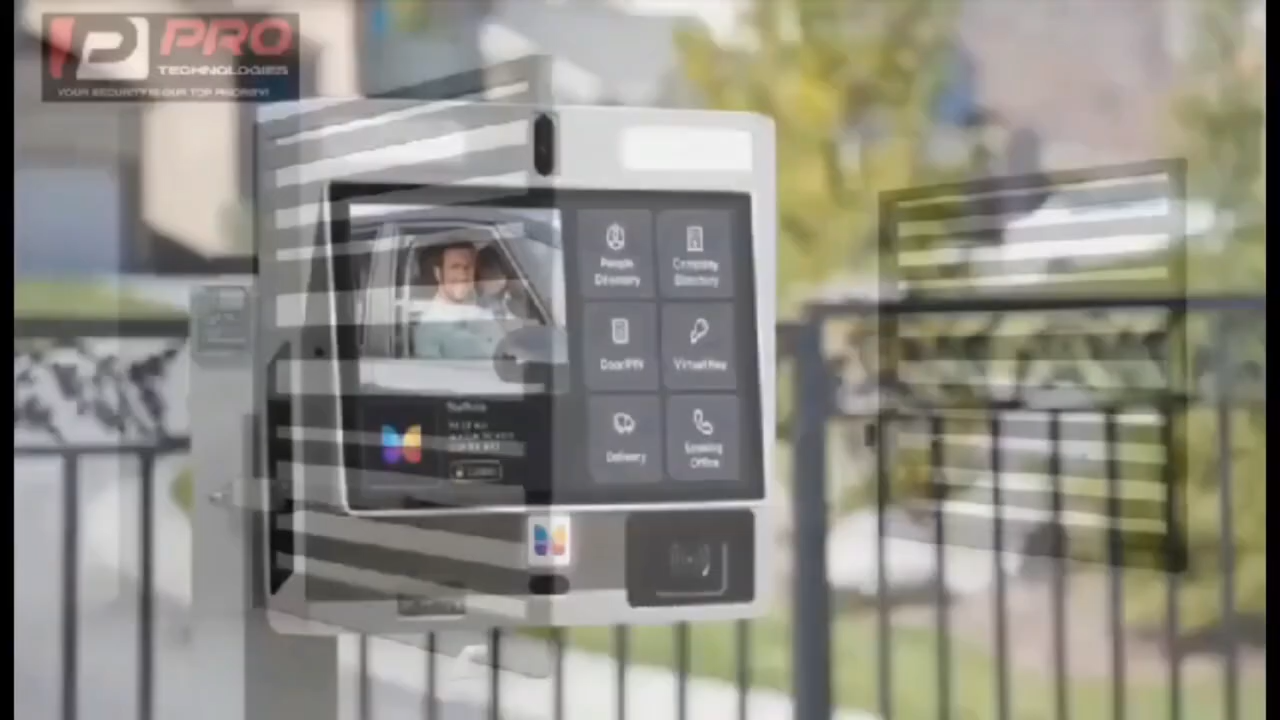 PRO
TECHNOLOGIES
YOUR SECURITY IS OUR TOP PRIORITY!
People
Directory
Company
Directory
Door PIN
Virtual Key
Delivery
Leasing
Office